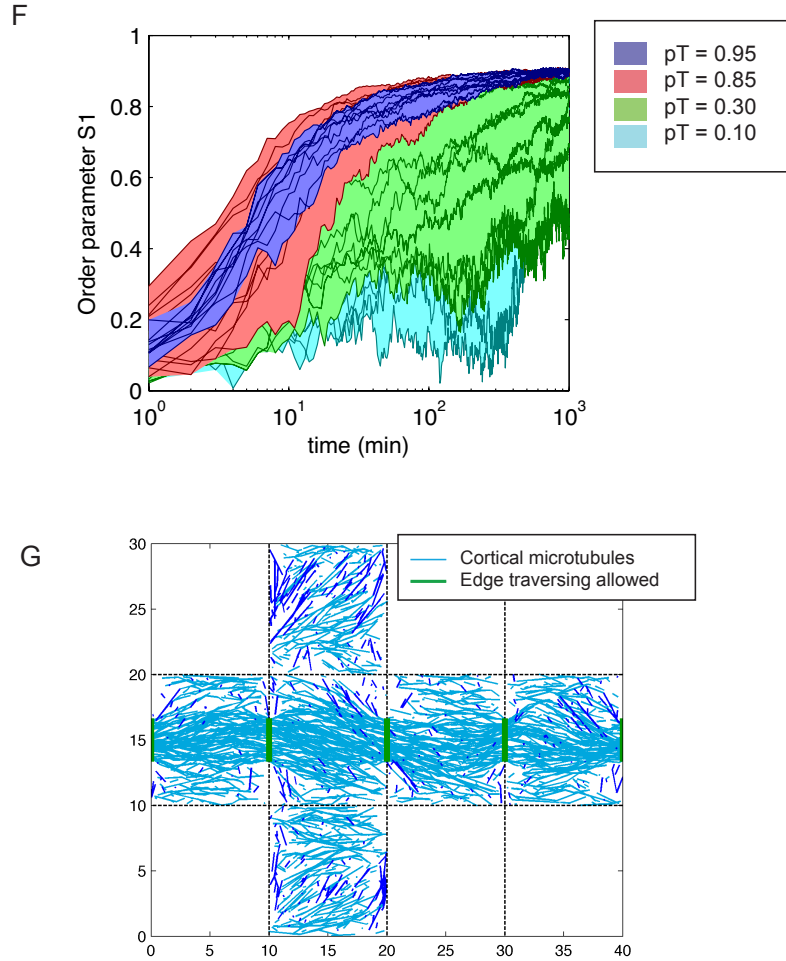 F
Order parameter S1
1
0.8
0.6
0.4
0.2
0
10^0
10^1
10^2
10^3
time (min)
pT = 0.95
pT = 0.85
pT = 0.30
pT = 0.10
G
Cortical microtubules
Edge traversing allowed
30
25
20
15
10
5
0
0
5
10
15
20
25
30
35
40